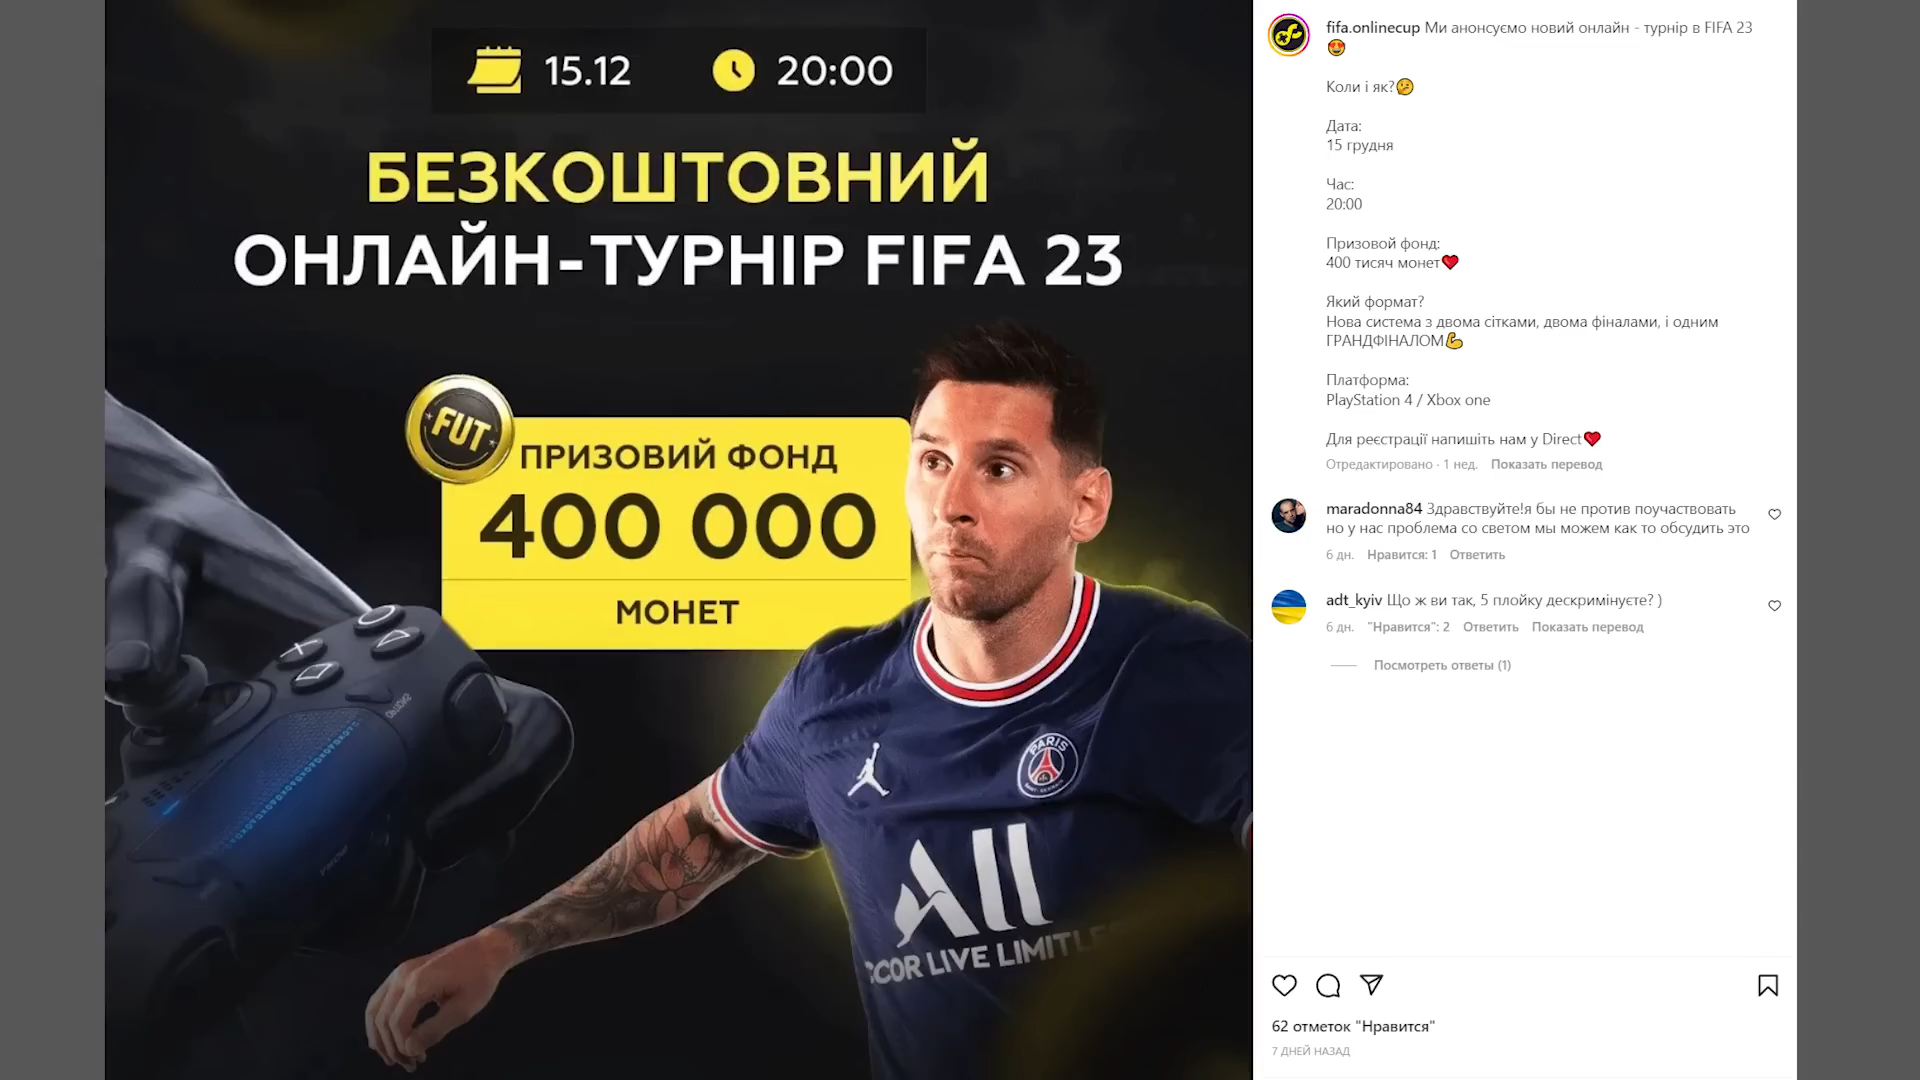 15.12
20:00
БЕЗКОШТОВНИЙ
ОНЛАЙН-ТУРНІР FIFA 23
FUT
ПРИЗОВИЙ ФОНД
400 000
МОНЕТ
PARIS
All
CCOR LIVE LIMITLE
fifa.onlinecup Ми анонсуємо новий онлайн - турнір в FIFA 23
😍
Коли і як?🤔
Дата:
15 грудня
Час:
20:00
Призовой фонд:
400 тисяч монет❤️
Який формат?
Нова система з двома сітками, двома фіналами, і одним
ГРАНДФІНАЛОМ💪
Платформа:
PlayStation 4 / Xbox one
Для реєстрації напишіть нам у Direct❤️
Отредактировано · 1 нед. Показать перевод
maradonna84 Здравствуйте!я бы не против поучаствовать
но у нас проблема со светом мы можем как то обсудить это
6 дн. Нравится: 1 Ответить
adt_kyiv Що ж ви так, 5 плойку дескримінуєте? )
6 дн. "Нравится": 2 Ответить Показать перевод
Посмотреть ответы (1)
62 отметок "Нравится"
7 ДНЕЙ НАЗАД